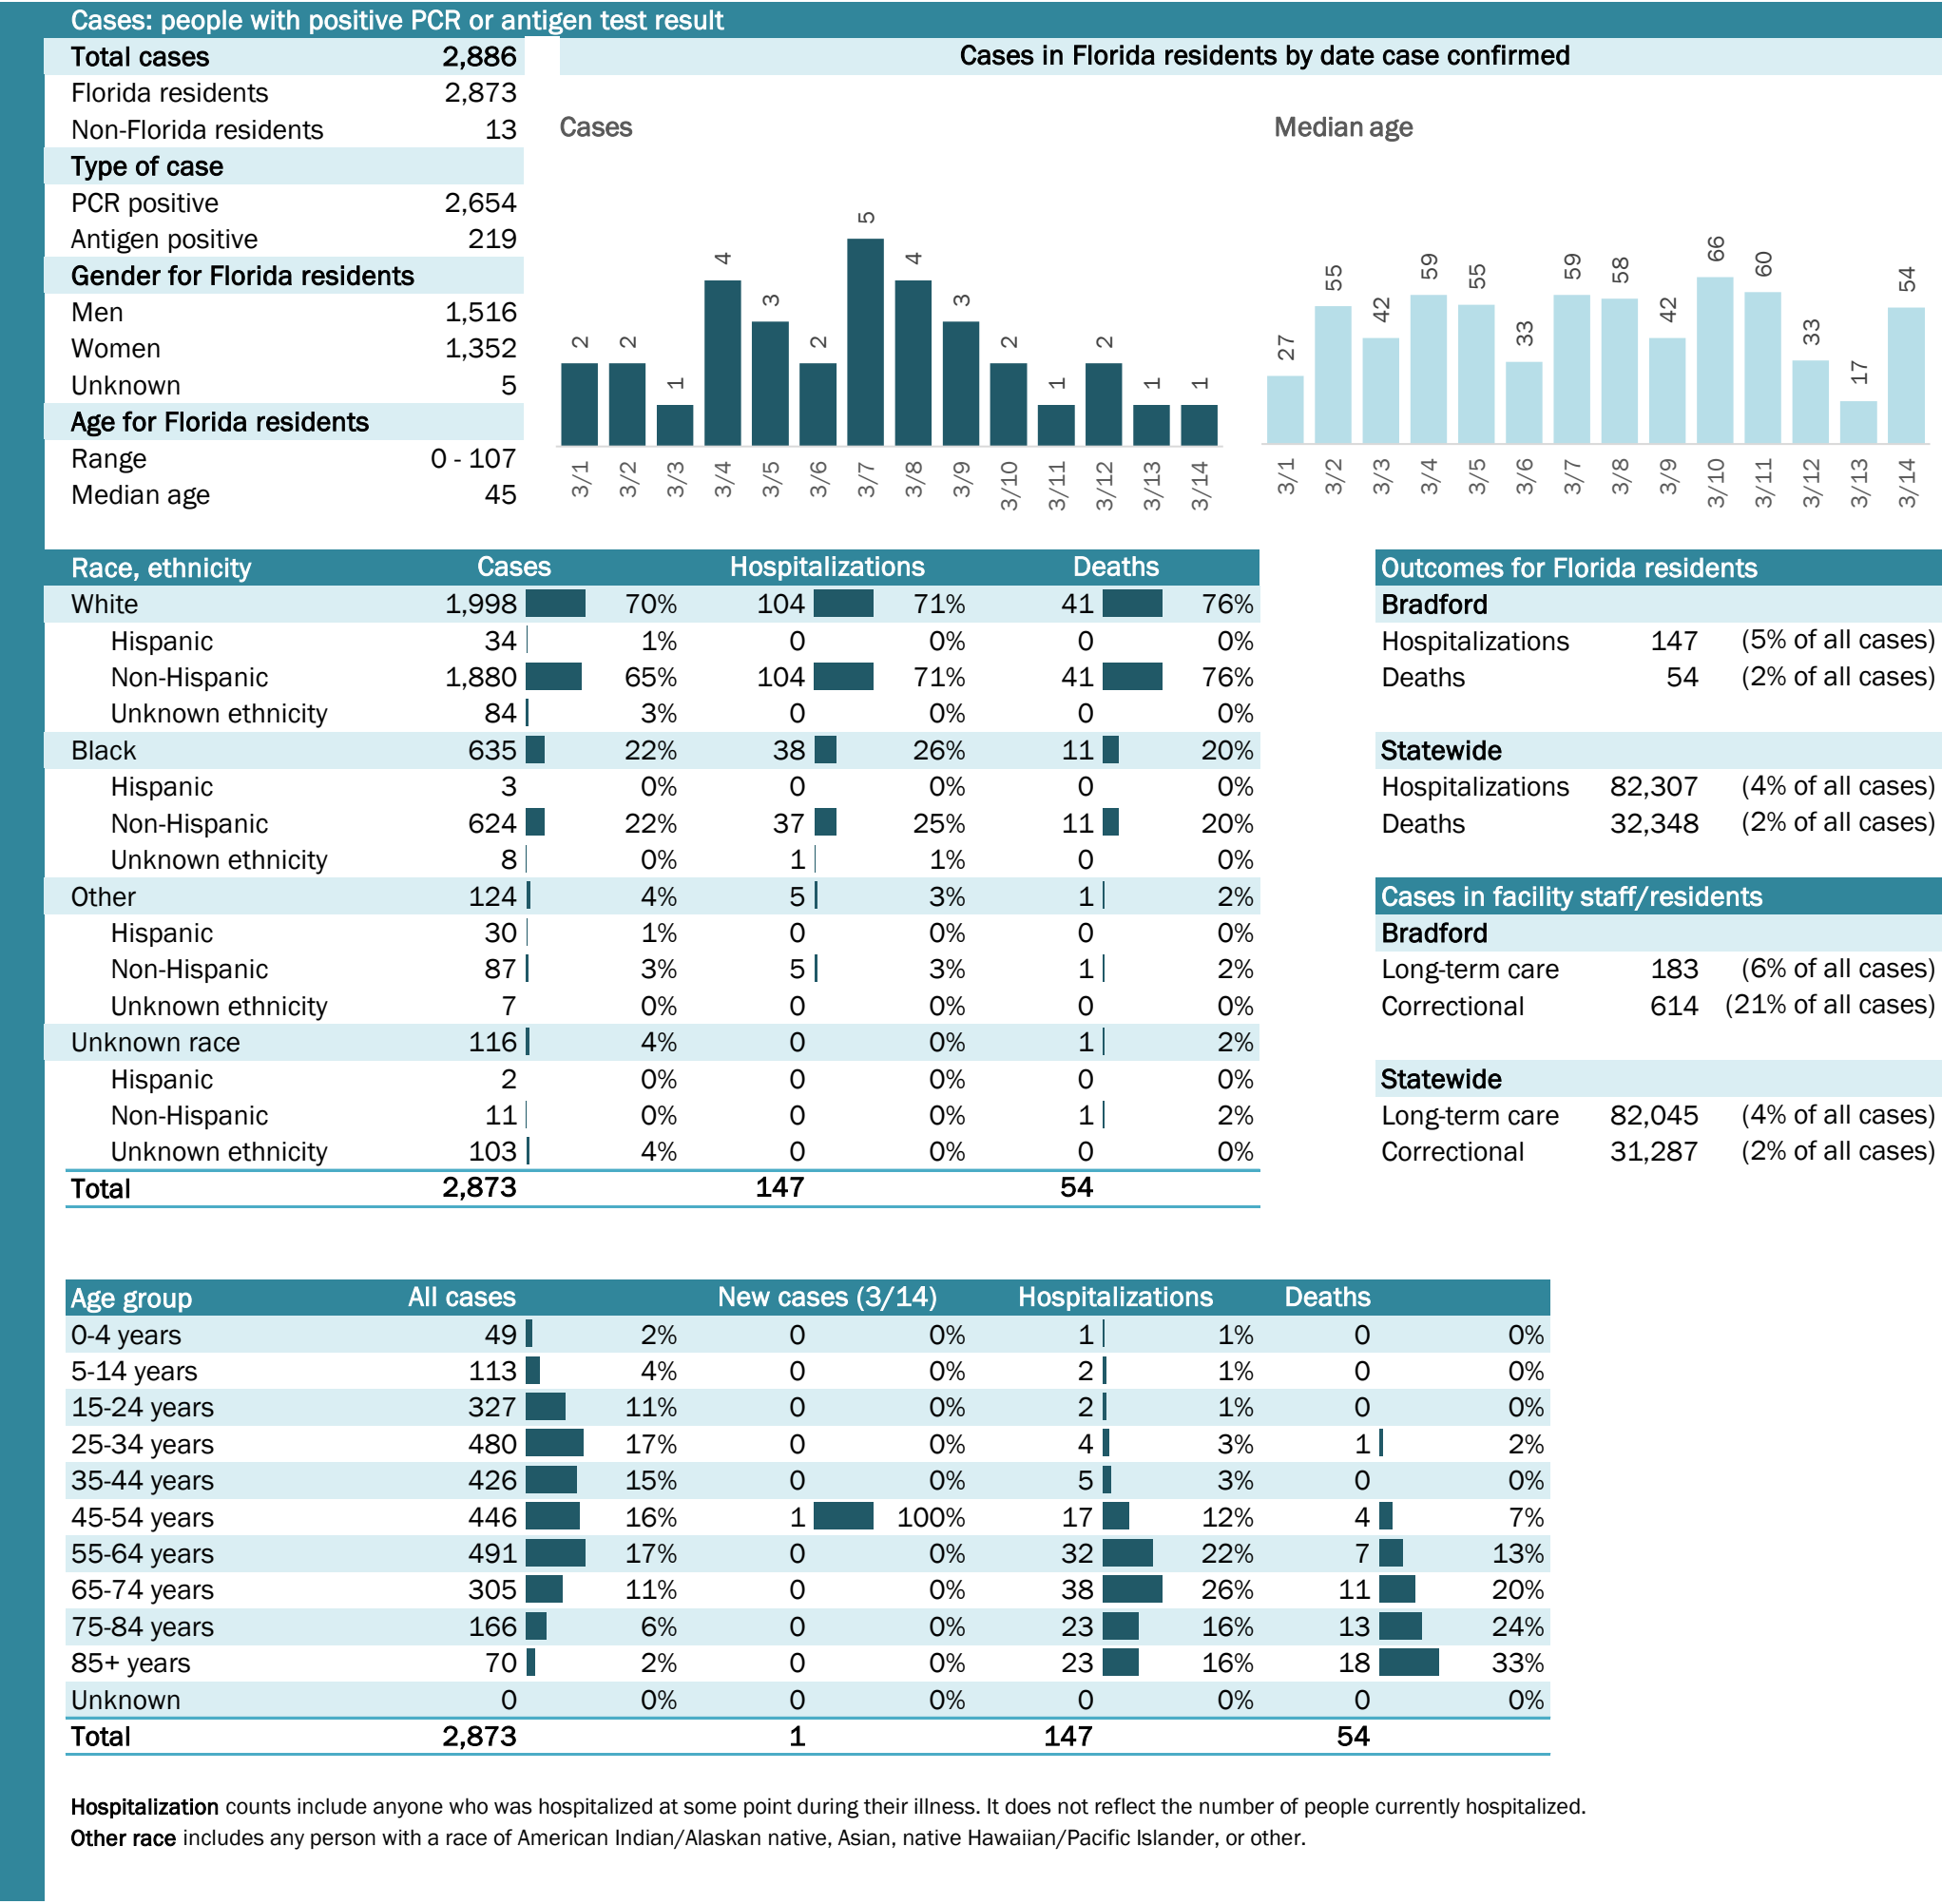 Cases: people with positive PCR or antigen test result
Total cases 2,886
Florida residents 2,873
Non-Florida residents 13
Type of case
PCR positive 2,654
Antigen positive 219
Gender for Florida residents
Men 1,516
Women 1,352
Unknown 5
Age for Florida residents
Range 0 - 107
Median age 45
Cases in Florida residents by date case confirmed
Cases
2 2 1 4 3 2 5 4 3 2 1 2 1 1
3/1 3/2 3/3 3/4 3/5 3/6 3/7 3/8 3/9 3/10 3/11 3/12 3/13 3/14
Median age
27 55 42 59 55 33 59 58 42 66 60 33 17 54
3/1 3/2 3/3 3/4 3/5 3/6 3/7 3/8 3/9 3/10 3/11 3/12 3/13 3/14
Race, ethnicity Cases Hospitalizations Deaths
White 1,998 70% 104 71% 41 76%
Hispanic 34 1% 0 0% 0 0%
Non-Hispanic 1,880 65% 104 71% 41 76%
Unknown ethnicity 84 3% 0 0% 0 0%
Black 635 22% 38 26% 11 20%
Hispanic 3 0% 0 0% 0 0%
Non-Hispanic 624 22% 37 25% 11 20%
Unknown ethnicity 8 0% 1 1% 0 0%
Other 124 4% 5 3% 1 2%
Hispanic 30 1% 0 0% 0 0%
Non-Hispanic 87 3% 5 3% 1 2%
Unknown ethnicity 7 0% 0 0% 0 0%
Unknown race 116 4% 0 0% 1 2%
Hispanic 2 0% 0 0% 0 0%
Non-Hispanic 11 0% 0 0% 1 2%
Unknown ethnicity 103 4% 0 0% 0 0%
Total 2,873 147 54
Outcomes for Florida residents
Bradford
Hospitalizations 147 (5% of all cases)
Deaths 54 (2% of all cases)
Statewide
Hospitalizations 82,307 (4% of all cases)
Deaths 32,348 (2% of all cases)
Cases in facility staff/residents
Bradford
Long-term care 183 (6% of all cases)
Correctional 614 (21% of all cases)
Statewide
Long-term care 82,045 (4% of all cases)
Correctional 31,287 (2% of all cases)
Age group All cases New cases (3/14) Hospitalizations Deaths
0-4 years 49 2% 0 0% 1 1% 0 0%
5-14 years 113 4% 0 0% 2 1% 0 0%
15-24 years 327 11% 0 0% 2 1% 0 0%
25-34 years 480 17% 0 0% 4 3% 1 2%
35-44 years 426 15% 0 0% 5 3% 0 0%
45-54 years 446 16% 1 100% 17 12% 4 7%
55-64 years 491 17% 0 0% 32 22% 7 13%
65-74 years 305 11% 0 0% 38 26% 11 20%
75-84 years 166 6% 0 0% 23 16% 13 24%
85+ years 70 2% 0 0% 23 16% 18 33%
Unknown 0 0% 0 0% 0 0% 0 0%
Total 2,873 1 147 54
Hospitalization counts include anyone who was hospitalized at some point during their illness. It does not reflect the number of people currently hospitalized.
Other race includes any person with a race of American Indian/Alaskan native, Asian, native Hawaiian/Pacific Islander, or other.